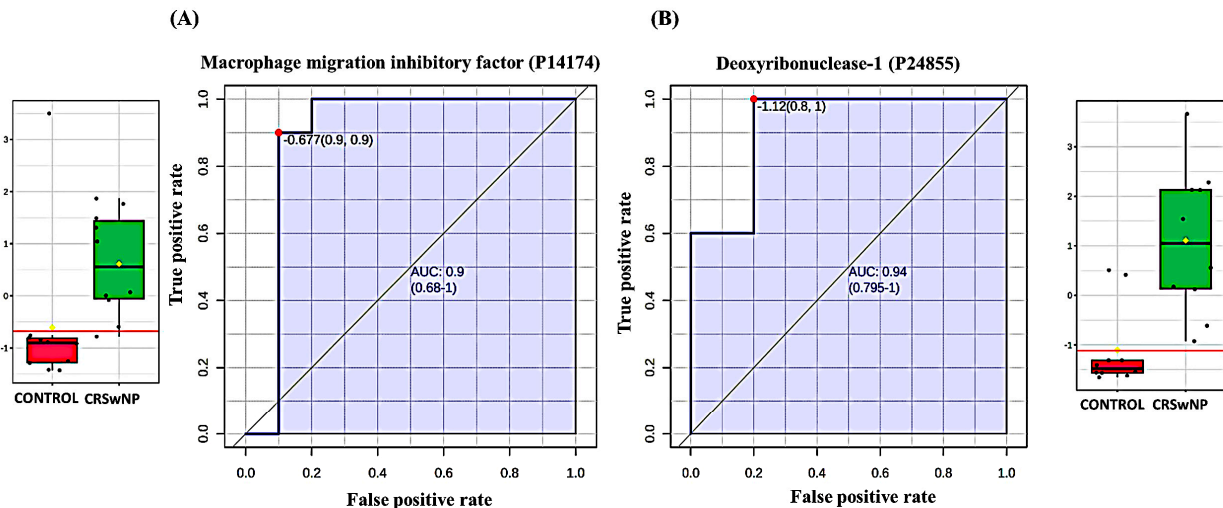 (A)
(B)
Macrophage migration inhibitory factor (P14174)
Deoxyribonuclease-1 (P24855)
3
2
1
0
-1
CONTROL CRSwNP
True positive rate
1.0
0.8
0.6
0.4
0.2
0.0
-0.677(0.9, 0.9)
AUC: 0.9
(0.68-1)
0.0 0.2 0.4 0.6 0.8 1.0
False positive rate
True positive rate
1.0
0.8
0.6
0.4
0.2
0.0
-1.12(0.8, 1)
AUC: 0.94
(0.795-1)
0.0 0.2 0.4 0.6 0.8 1.0
False positive rate
3
2
1
0
-1
CONTROL CRSwNP